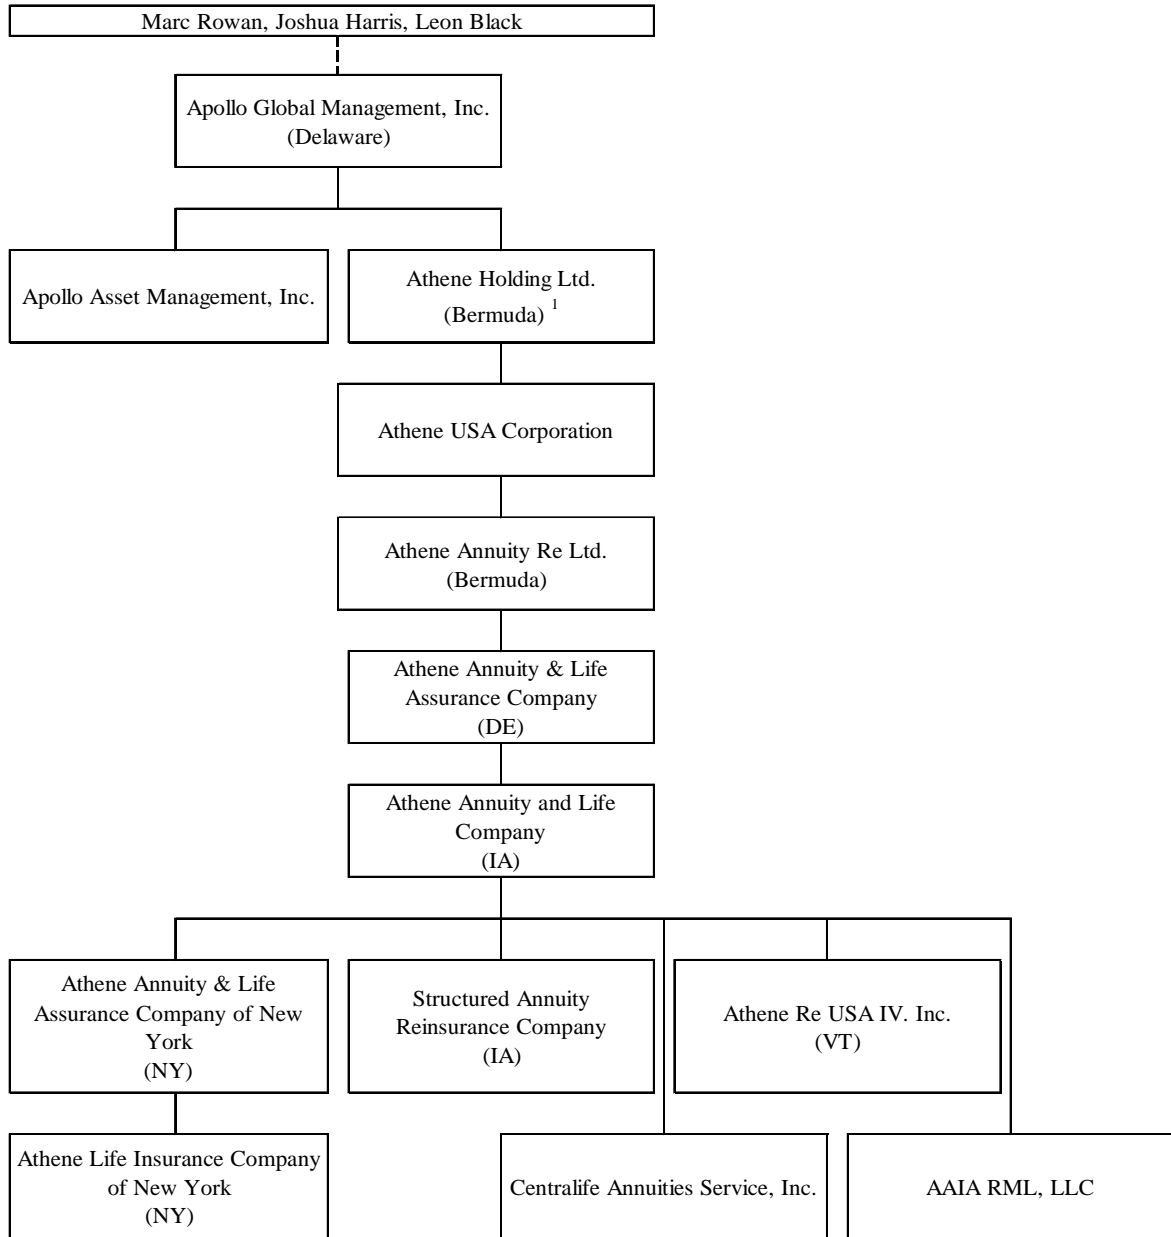 Marc Rowan, Joshua Harris, Leon Black
Apollo Global Management, Inc.
(Delaware)
Apollo Asset Management, Inc.
Athene Holding Ltd.
(Bermuda) 1
Athene USA Corporation
Athene Annuity Re Ltd.
(Bermuda)
Athene Annuity & Life
Assurance Company
(DE)
Athene Annuity and Life
Company
(IA)
Athene Annuity & Life
Assurance Company of New
York
(NY)
Structured Annuity
Reinsurance Company
(IA)
Athene Re USA IV. Inc.
(VT)
Athene Life Insurance Company
of New York
(NY)
Centralife Annuities Service, Inc.
AAIA RML, LLC